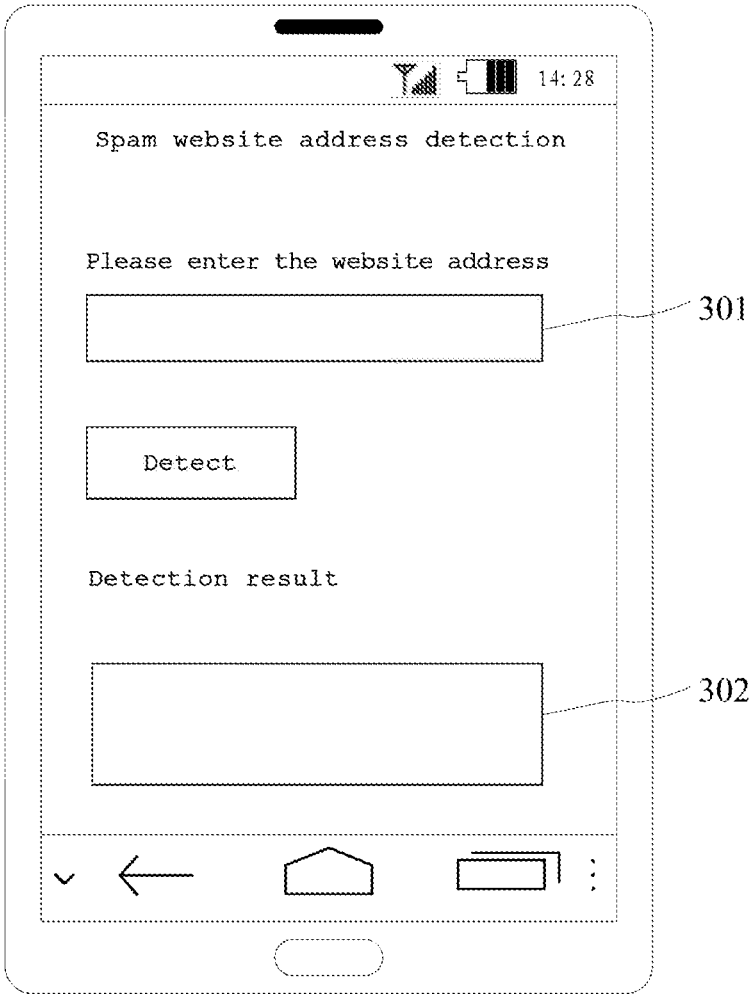 14:28
Spam website address detection
Please enter the website address
301
Detect
Detection result
302